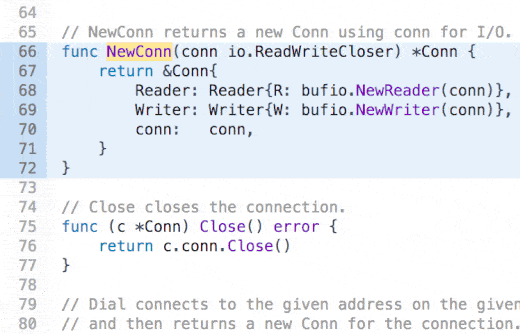 64
65 // NewConn returns a new Conn using conn for I/O.
66 func NewConn(conn io.ReadWriteCloser) *Conn {
67     return &Conn{
68         Reader: Reader{R: bufio.NewReader(conn)},
69         Writer: Writer{W: bufio.NewWriter(conn)},
70         conn:   conn,
71     }
72 }
73
74 // Close closes the connection.
75 func (c *Conn) Close() error {
76     return c.conn.Close()
77 }
78
79 // Dial connects to the given address on the given
80 // and then returns a new Conn for the connection.